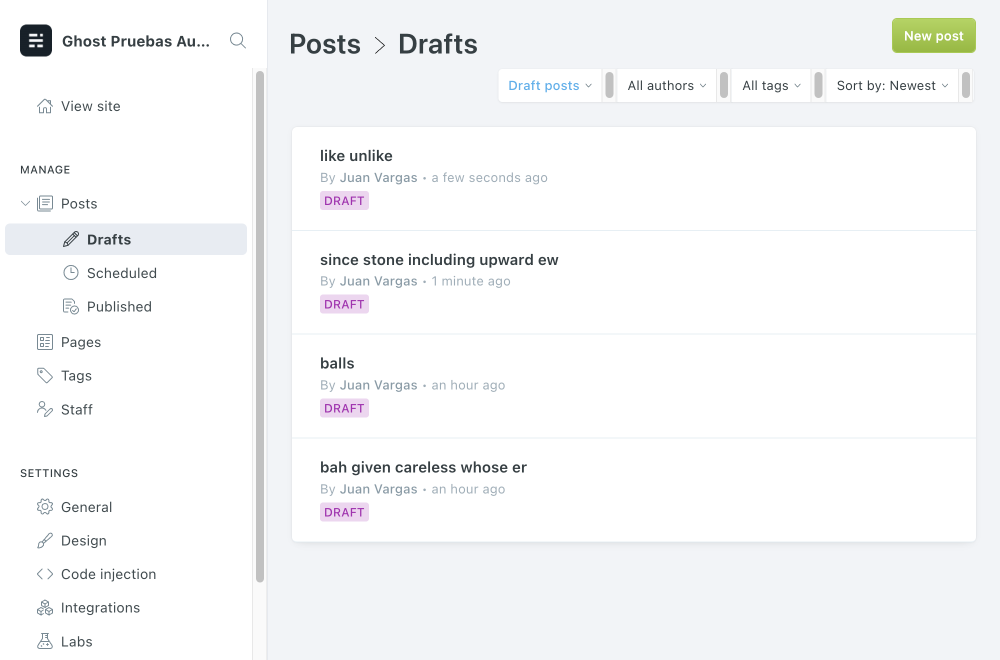 Ghost Pruebas Au...
View site
MANAGE
Posts
Drafts
Scheduled
Published
Pages
Tags
Staff
SETTINGS
General
Design
Code injection
Integrations
Labs
Posts > Drafts
New post
Draft posts
All authors
All tags
Sort by: Newest
like unlike
By Juan Vargas • a few seconds ago
DRAFT
since stone including upward ew
By Juan Vargas • 1 minute ago
DRAFT
balls
By Juan Vargas • an hour ago
DRAFT
bah given careless whose er
By Juan Vargas • an hour ago
DRAFT